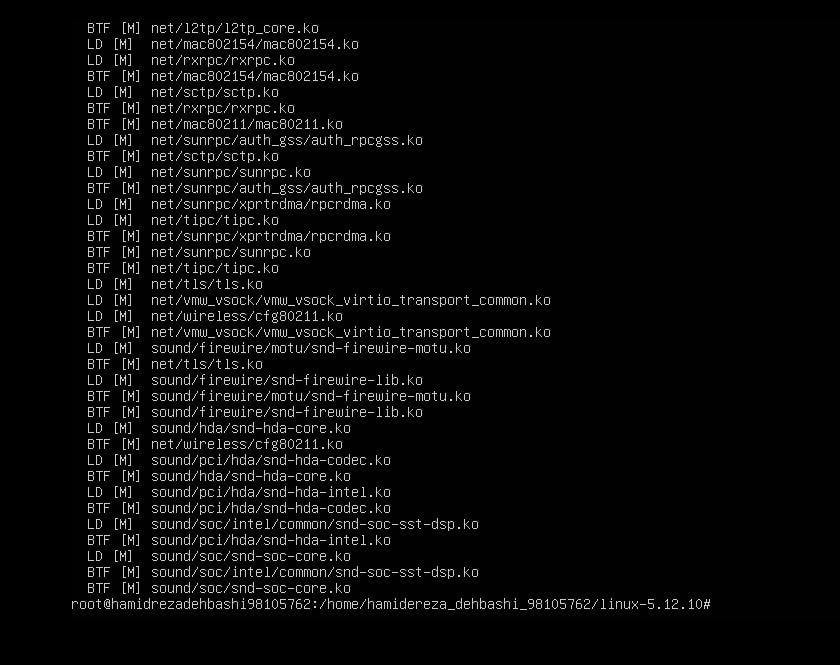 BTF [M] net/l2tp/l2tp_core.ko
LD [M]  net/mac802154/mac802154.ko
LD [M]  net/rxrpc/rxrpc.ko
BTF [M] net/mac802154/mac802154.ko
LD [M]  net/sctp/sctp.ko
BTF [M] net/rxrpc/rxrpc.ko
BTF [M] net/mac80211/mac80211.ko
LD [M]  net/sunrpc/auth_gss/auth_rpcgss.ko
BTF [M] net/sctp/sctp.ko
LD [M]  net/sunrpc/sunrpc.ko
BTF [M] net/sunrpc/auth_gss/auth_rpcgss.ko
LD [M]  net/sunrpc/xprtrdma/rpcrdma.ko
LD [M]  net/tipc/tipc.ko
BTF [M] net/sunrpc/xprtrdma/rpcrdma.ko
BTF [M] net/sunrpc/sunrpc.ko
BTF [M] net/tipc/tipc.ko
LD [M]  net/tls/tls.ko
LD [M]  net/vmw_vsock/vmw_vsock_virtio_transport_common.ko
LD [M]  net/wireless/cfg80211.ko
BTF [M] net/vmw_vsock/vmw_vsock_virtio_transport_common.ko
LD [M]  sound/firewire/motu/snd-firewire-motu.ko
BTF [M] net/tls/tls.ko
LD [M]  sound/firewire/snd-firewire-lib.ko
BTF [M] sound/firewire/motu/snd-firewire-motu.ko
BTF [M] sound/firewire/snd-firewire-lib.ko
LD [M]  sound/hda/snd-hda-core.ko
BTF [M] net/wireless/cfg80211.ko
LD [M]  sound/pci/hda/snd-hda-codec.ko
BTF [M] sound/hda/snd-hda-core.ko
LD [M]  sound/pci/hda/snd-hda-intel.ko
BTF [M] sound/pci/hda/snd-hda-codec.ko
LD [M]  sound/soc/intel/common/snd-soc-sst-dsp.ko
BTF [M] sound/pci/hda/snd-hda-intel.ko
LD [M]  sound/soc/snd-soc-core.ko
BTF [M] sound/soc/intel/common/snd-soc-sst-dsp.ko
BTF [M] sound/soc/snd-soc-core.ko
root@hamidrezadehbashi98105762:/home/hamidereza_dehbashi_98105762/linux-5.12.10#